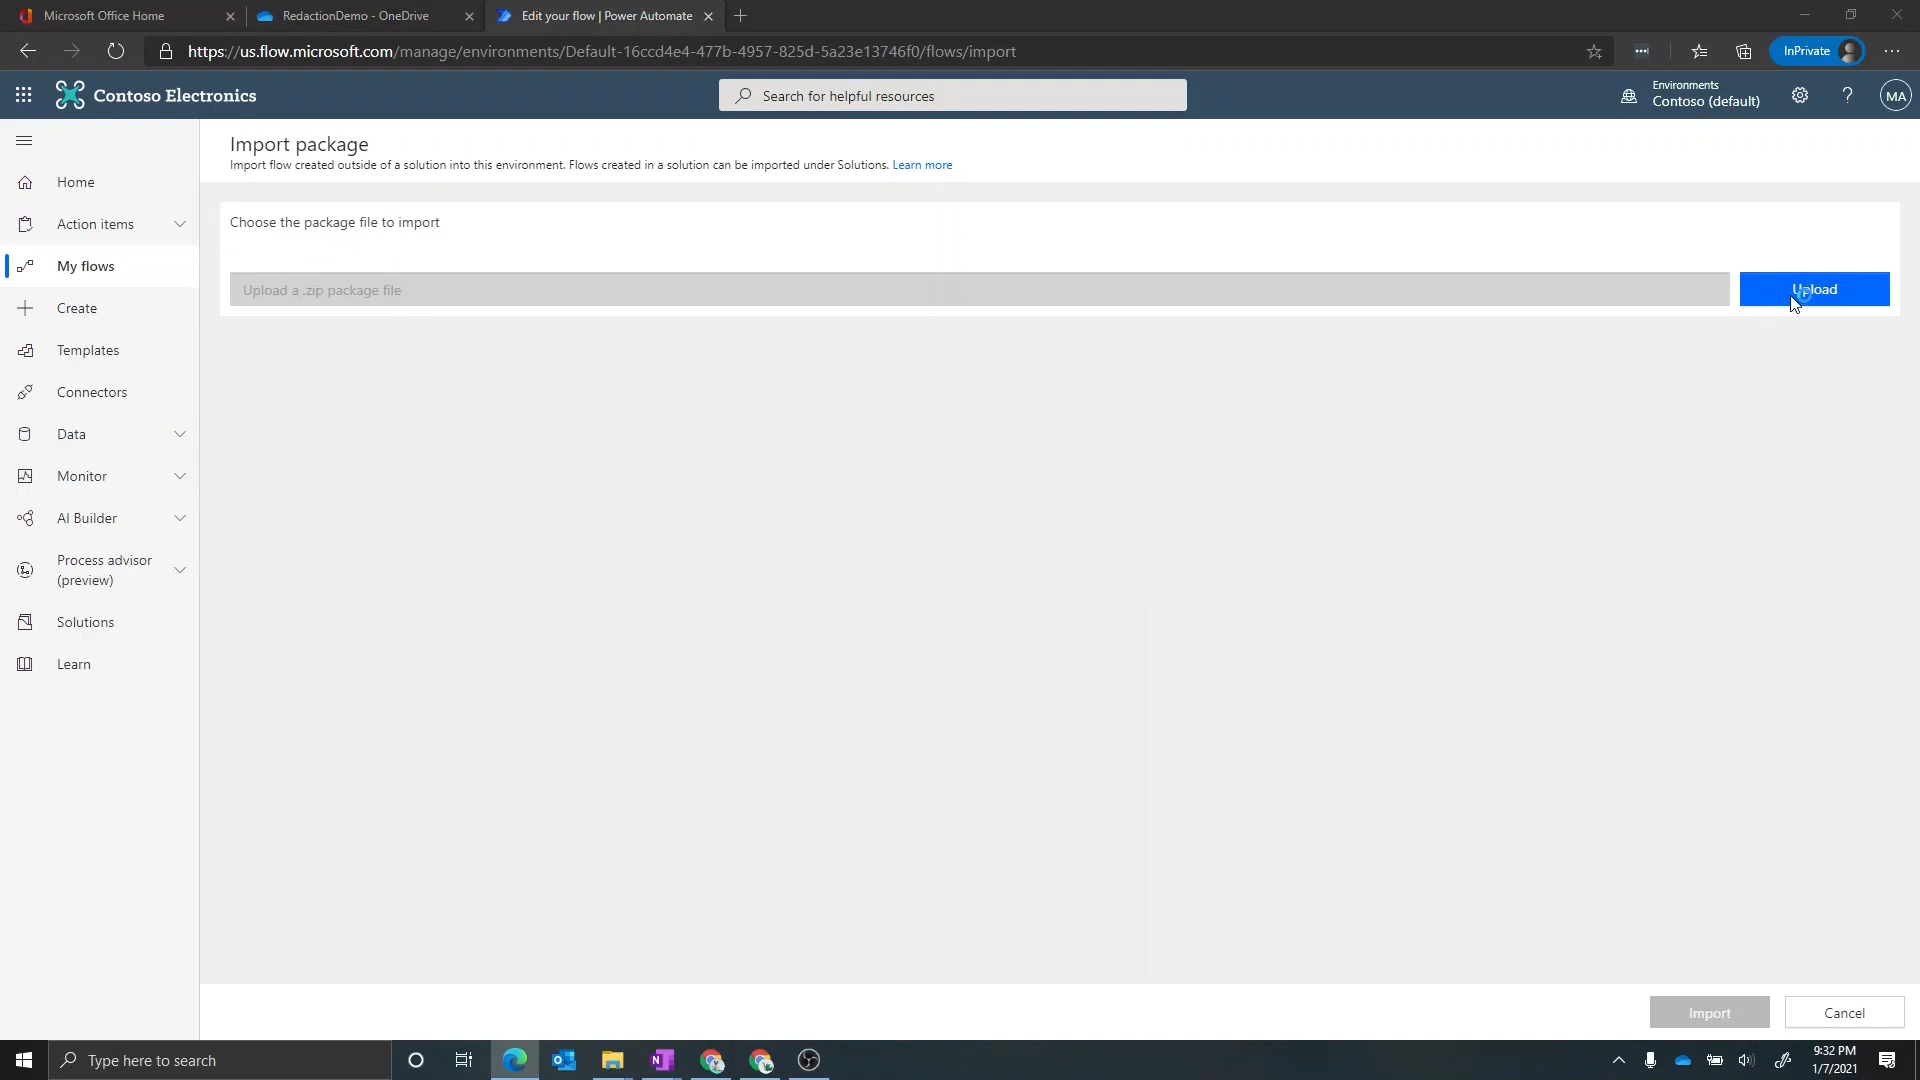 Microsoft Office Home
RedactionDemo - OneDrive
Edit your flow | Power Automate
https://us.flow.microsoft.com/manage/environments/Default-16ccd4e4-477b-4957-825d-5a23e13746f0/flows/import
InPrivate
Contoso Electronics
Search for helpful resources
Environments
Contoso (default)
?
MA
Import package
Import flow created outside of a solution into this environment. Flows created in a solution can be imported under Solutions. Learn more
Home
Action items
My flows
Create
Templates
Connectors
Data
Monitor
AI Builder
Process advisor
(preview)
Solutions
Learn
Choose the package file to import
Upload a .zip package file
Upload
Import
Cancel
Type here to search
9:32 PM
1/7/2021